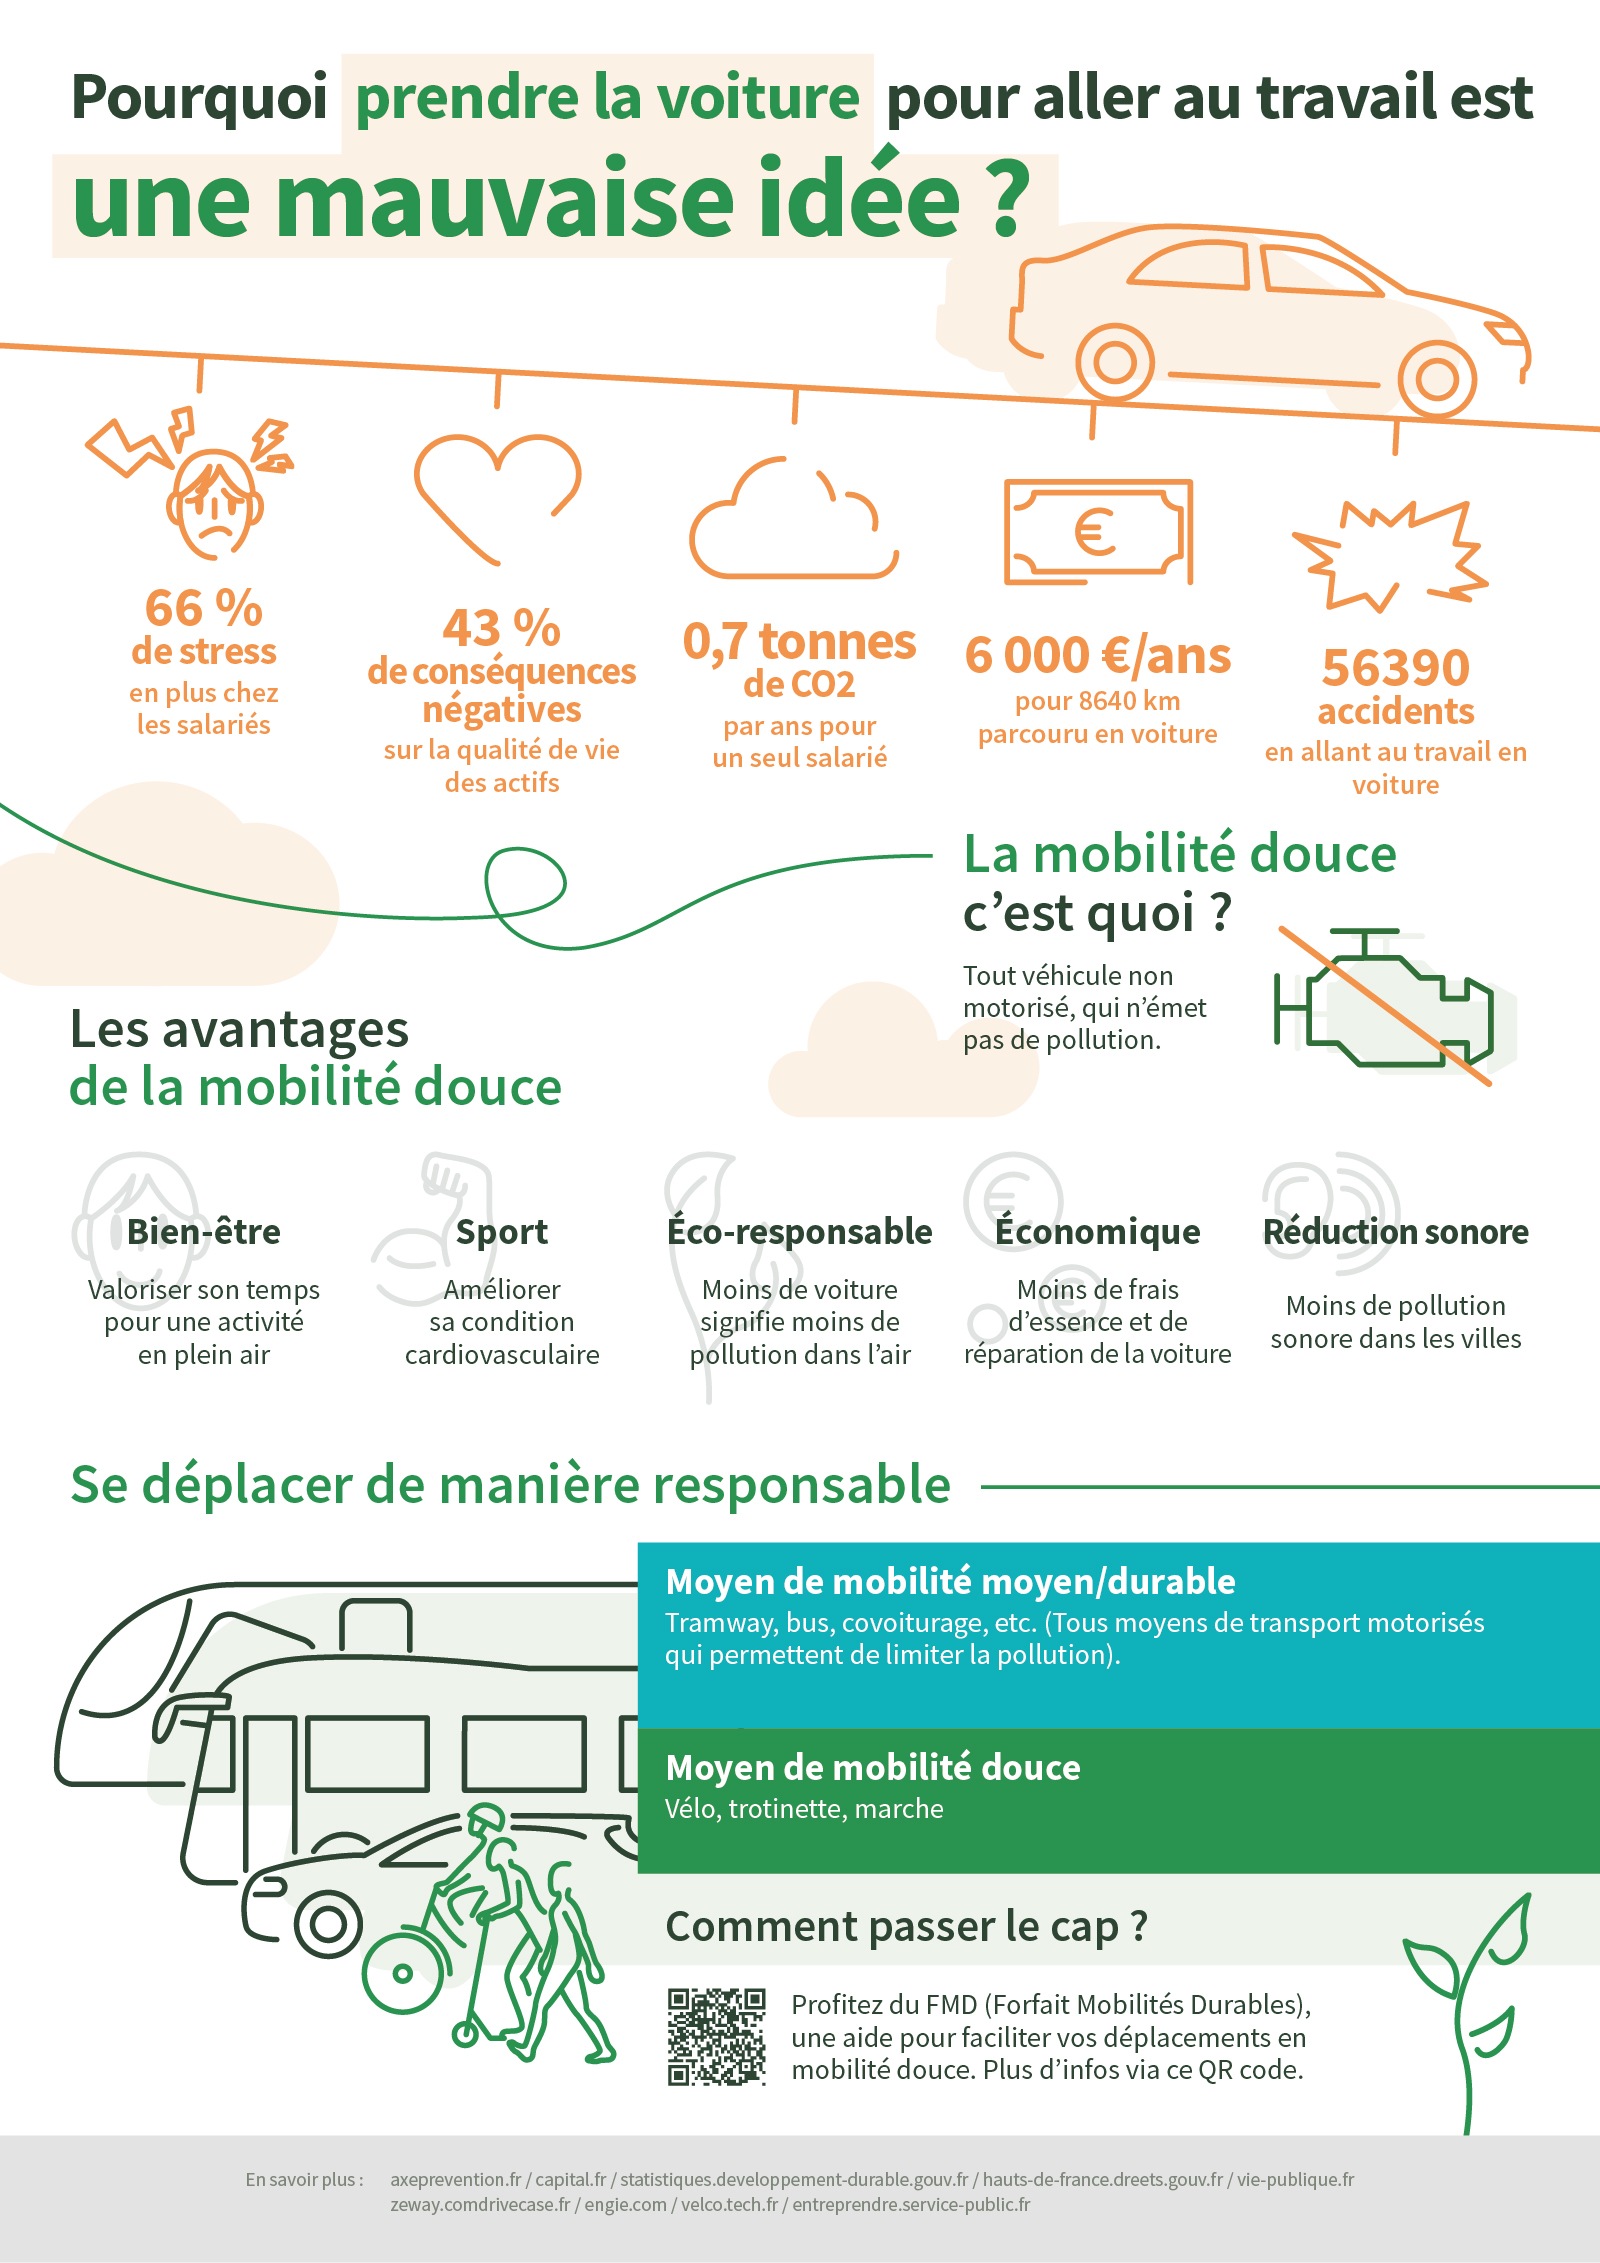 Pourquoi prendre la voiture pour aller au travail est
une mauvaise idée ?
66 %
de stress
en plus chez
les salariés
43 %
de conséquences
négatives
sur la qualité de vie
des actifs
0,7 tonnes
de CO2
par ans pour
un seul salarié
€
6 000 €/ans
pour 8640 km
parcouru en voiture
56390
accidents
en allant au travail en
voiture
La mobilité douce
c’est quoi ?
Tout véhicule non
motorisé, qui n’émet
pas de pollution.
Les avantages
de la mobilité douce
Bien-être
Valoriser son temps
pour une activité
en plein air
Sport
Améliorer
sa condition
cardiovasculaire
Éco-responsable
Moins de voiture
signifie moins de
pollution dans l’air
€
Économique
€
Moins de frais
d’essence et de
réparation de la voiture
Réduction sonore
Moins de pollution
sonore dans les villes
Se déplacer de manière responsable
Moyen de mobilité moyen/durable
Tramway, bus, covoiturage, etc. (Tous moyens de transport motorisés
qui permettent de limiter la pollution).
Moyen de mobilité douce
Vélo, trotinette, marche
Comment passer le cap ?
Profitez du FMD (Forfait Mobilités Durables),
une aide pour faciliter vos déplacements en
mobilité douce. Plus d’infos via ce QR code.
En savoir plus : axeprevention.fr / capital.fr / statistiques.developpement-durable.gouv.fr / hauts-de-france.dreets.gouv.fr / vie-publique.fr
zeway.comdrivecase.fr / engie.com / velco.tech.fr / entreprendre.service-public.fr